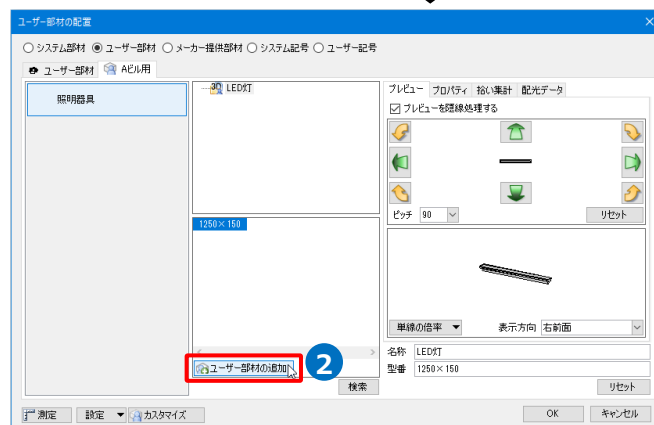 ユーザー部材の配置
システム部材 ユーザー部材 メーカー提供部材 システム記号 ユーザー記号
ユーザー部材 Aビル用
照明器具
3D LED灯
プレビュー プロパティ 拾い集計 配光データ
プレビューを隠線処理する
ピッチ 90 リセット
1250×150
単線の倍率 表示方向 右前面
名称 LED灯
ユーザー部材の追加 2
型番 1250×150
検索 リセット
測定 設定 カスタマイズ OK キャンセル